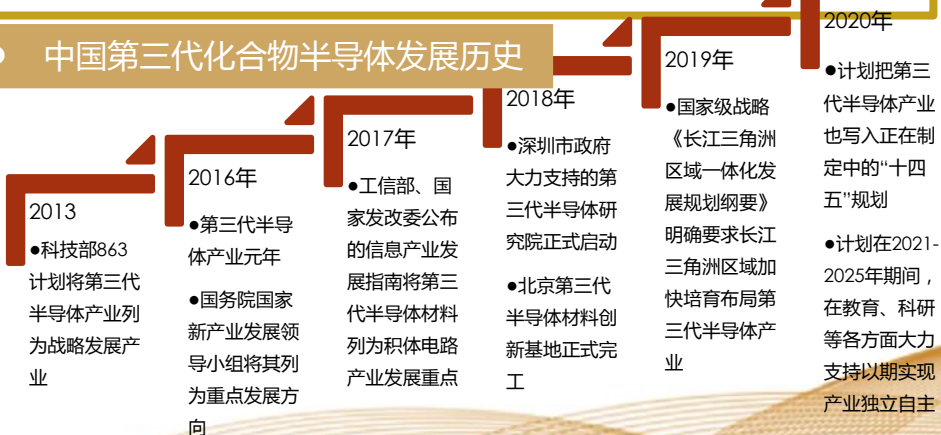 中国第三代化合物半导体发展历史
2013
●科技部863
计划将第三代
半导体产业列
为战略发展产
业
2016年
●第三代半导
体产业元年
●国务院国家
新产业发展领
导小组将其列
为重点发展方
向
2017年
●工信部、国
家发改委公布
的信息产业发
展指南将第三
代半导体材料
列为积体电路
产业发展重点
2018年
●深圳市政府
大力支持的第
三代半导体研
究院正式启动
●北京第三代
半导体材料创
新基地正式完
工
2019年
●国家级战略
《长江三角洲
区域一体化发
展规划纲要》
明确要求长江
三角洲区域加
快培育布局第
三代半导体产
业
2020年
●计划把第三
代半导体产业
也写入正在制
定中的“十四
五”规划
●计划在2021-
2025年期间，
在教育、科研
等各方面大力
支持以期实现
产业独立自主